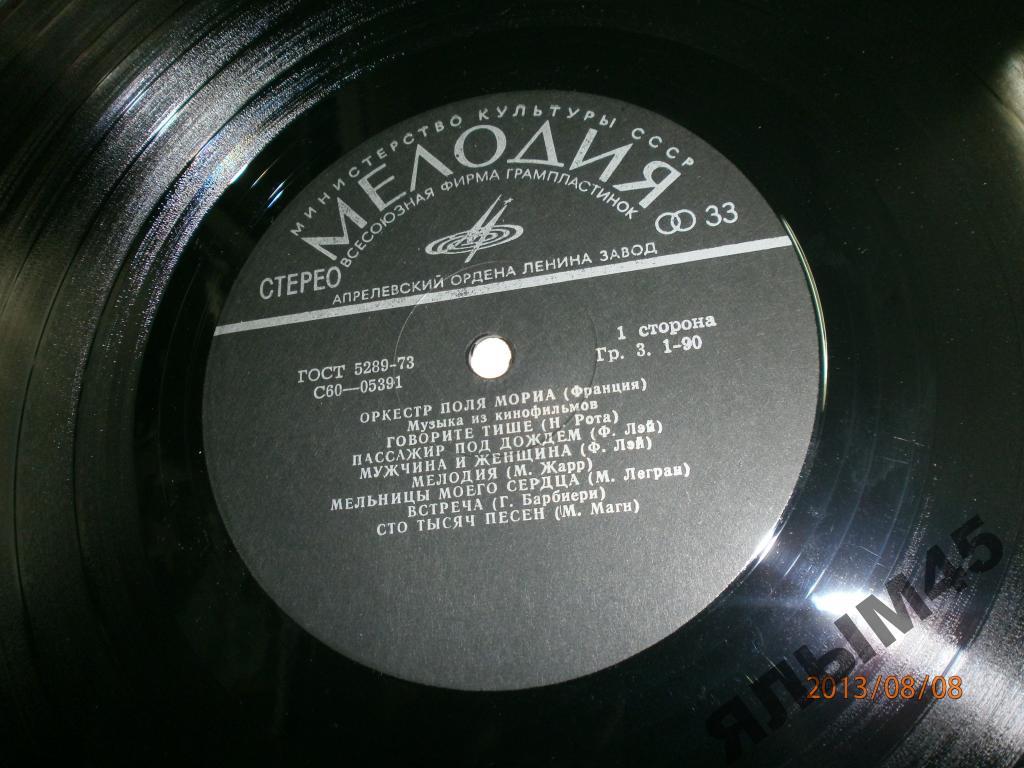 МИНИСТЕРСТВО КУЛЬТУРЫ СССР
МЕЛОДИЯ
ВСЕСОЮЗНАЯ ФИРМА ГРАМПЛАСТИНОК
СТЕРЕО
33
АПРЕЛЕВСКИЙ ОРДЕНА ЛЕНИНА ЗАВОД
ГОСТ 5289-73
С60—05391
1 сторона
Гр. 3. 1-90
ОРКЕСТР ПОЛЯ МОРИА (Франция)
Музыка из кинофильмов
ГОВОРИТЕ ТИШЕ (Н. Рота)
ПАССАЖИР ПОД ДОЖДЕМ (Ф. Лэй)
МУЖЧИНА И ЖЕНЩИНА (Ф. Лэй)
МЕЛОДИЯ (М. Жарр)
МЕЛЬНИЦЫ МОЕГО СЕРДЦА (М. Легран)
ВСТРЕЧА (Г. Барбиери)
СТО ТЫСЯЧ ПЕСЕН (М. Маги)
ЯЛЫМ45
2013/08/08